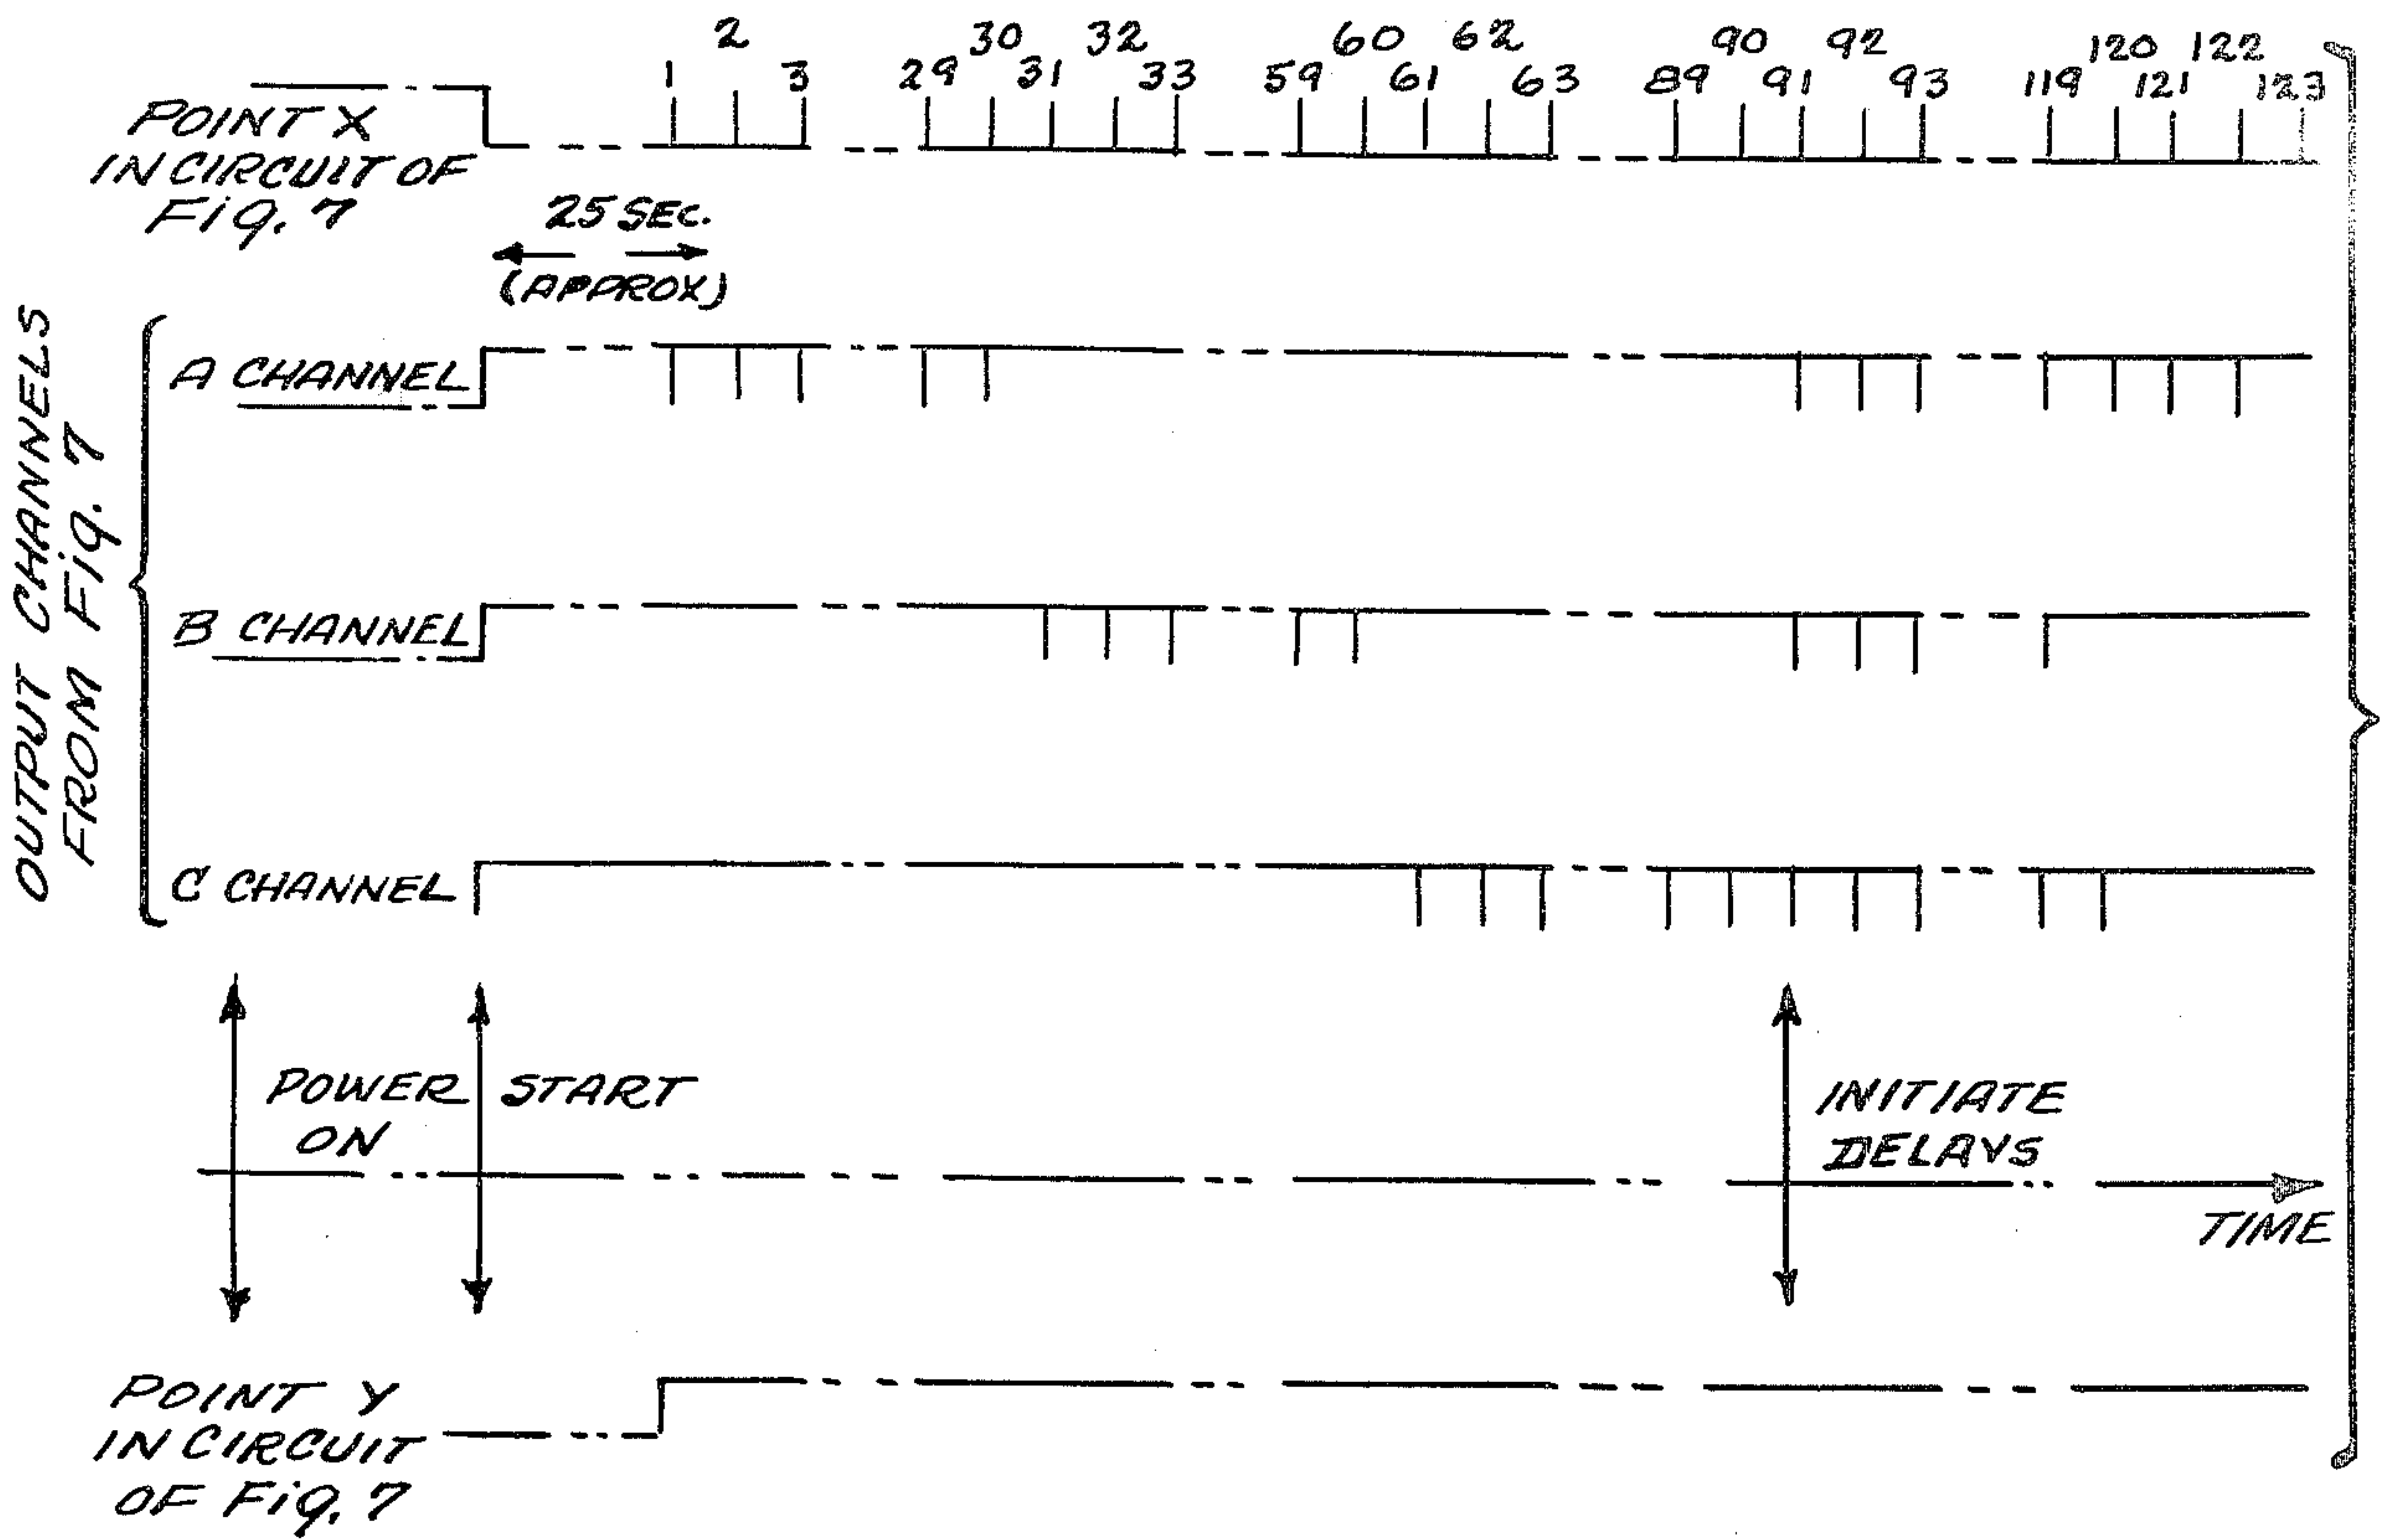 2 30 32 60 62 90 92 120 122
1 3 29 31 33 59 61 63 89 91 93 119 121 123
POINT X
IN CIRCUIT OF
Fig. 7
25 SEC.
(APPROX)
OUTPUT CHANNELS
FROM Fig. 7
A CHANNEL
B CHANNEL
C CHANNEL
POWER
ON
START
INITIATE
DELAYS
TIME
POINT Y
IN CIRCUIT
OF Fig. 7